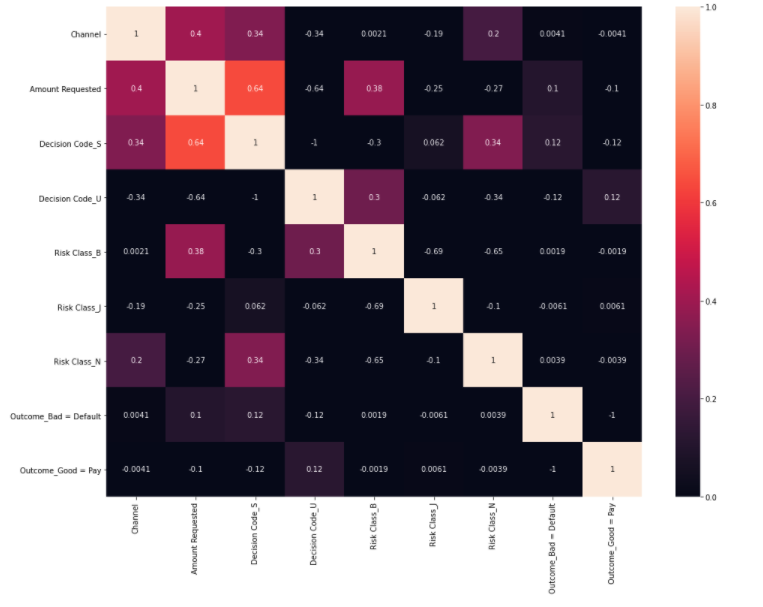 Channel 1 0.4 0.34 -0.34 0.0021 -0.19 0.2 0.0041 -0.0041
Amount Requested 0.4 1 0.64 -0.64 0.38 -0.25 -0.27 0.1 -0.1
Decision Code_S 0.34 0.64 1 -1 -0.3 0.062 0.34 0.12 -0.12
Decision Code_U -0.34 -0.64 -1 1 0.3 -0.062 -0.34 -0.12 0.12
Risk Class_B 0.0021 0.38 -0.3 0.3 1 -0.69 -0.65 0.0019 -0.0019
Risk Class_J -0.19 -0.25 0.062 -0.062 -0.69 1 -0.1 -0.0061 0.0061
Risk Class_N 0.2 -0.27 0.34 -0.34 -0.65 -0.1 1 0.0039 -0.0039
Outcome_Bad = Default 0.0041 0.1 0.12 -0.12 0.0019 -0.0061 0.0039 1 -1
Outcome_Good = Pay -0.0041 -0.1 -0.12 0.12 -0.0019 0.0061 -0.0039 -1 1
Channel
Amount Requested
Decision Code_S
Decision Code_U
Risk Class_B
Risk Class_J
Risk Class_N
Outcome_Bad = Default
Outcome_Good = Pay
1.0
0.8
0.6
0.4
0.2
0.0